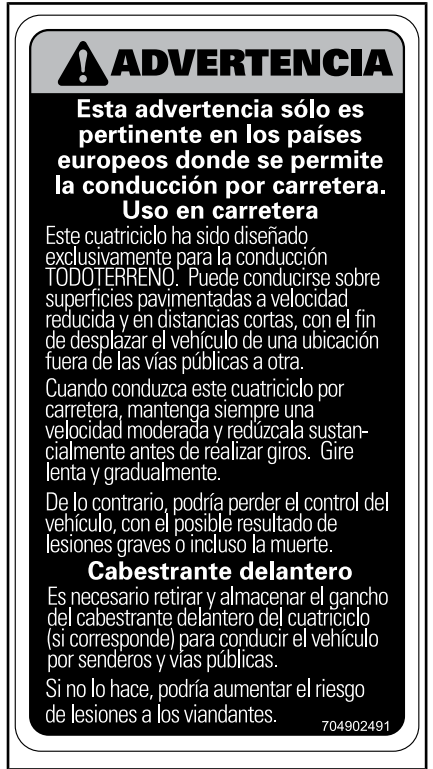 ADVERTENCIA
Esta advertencia sólo es
pertinente en los países
europeos donde se permite
la conducción por carretera.
Uso en carretera
Este cuatriciclo ha sido diseñado
exclusivamente para la conducción
TODOTERRENO. Puede conducirse sobre
superficies pavimentadas a velocidad
reducida y en distancias cortas, con el fin
de desplazar el vehículo de una ubicación
fuera de las vías públicas a otra.
Cuando conduzca este cuatriciclo por
carretera, mantenga siempre una
velocidad moderada y redúzcala sustan-
cialmente antes de realizar giros. Gire
lenta y gradualmente.
De lo contrario, podría perder el control del
vehículo, con el posible resultado de
lesiones graves o incluso la muerte.
Cabestrante delantero
Es necesario retirar y almacenar el gancho
del cabestrante delantero del cuatriciclo
(si corresponde) para conducir el vehículo
por senderos y vías públicas.
Si no lo hace, podría aumentar el riesgo
de lesiones a los viandantes.
704902491